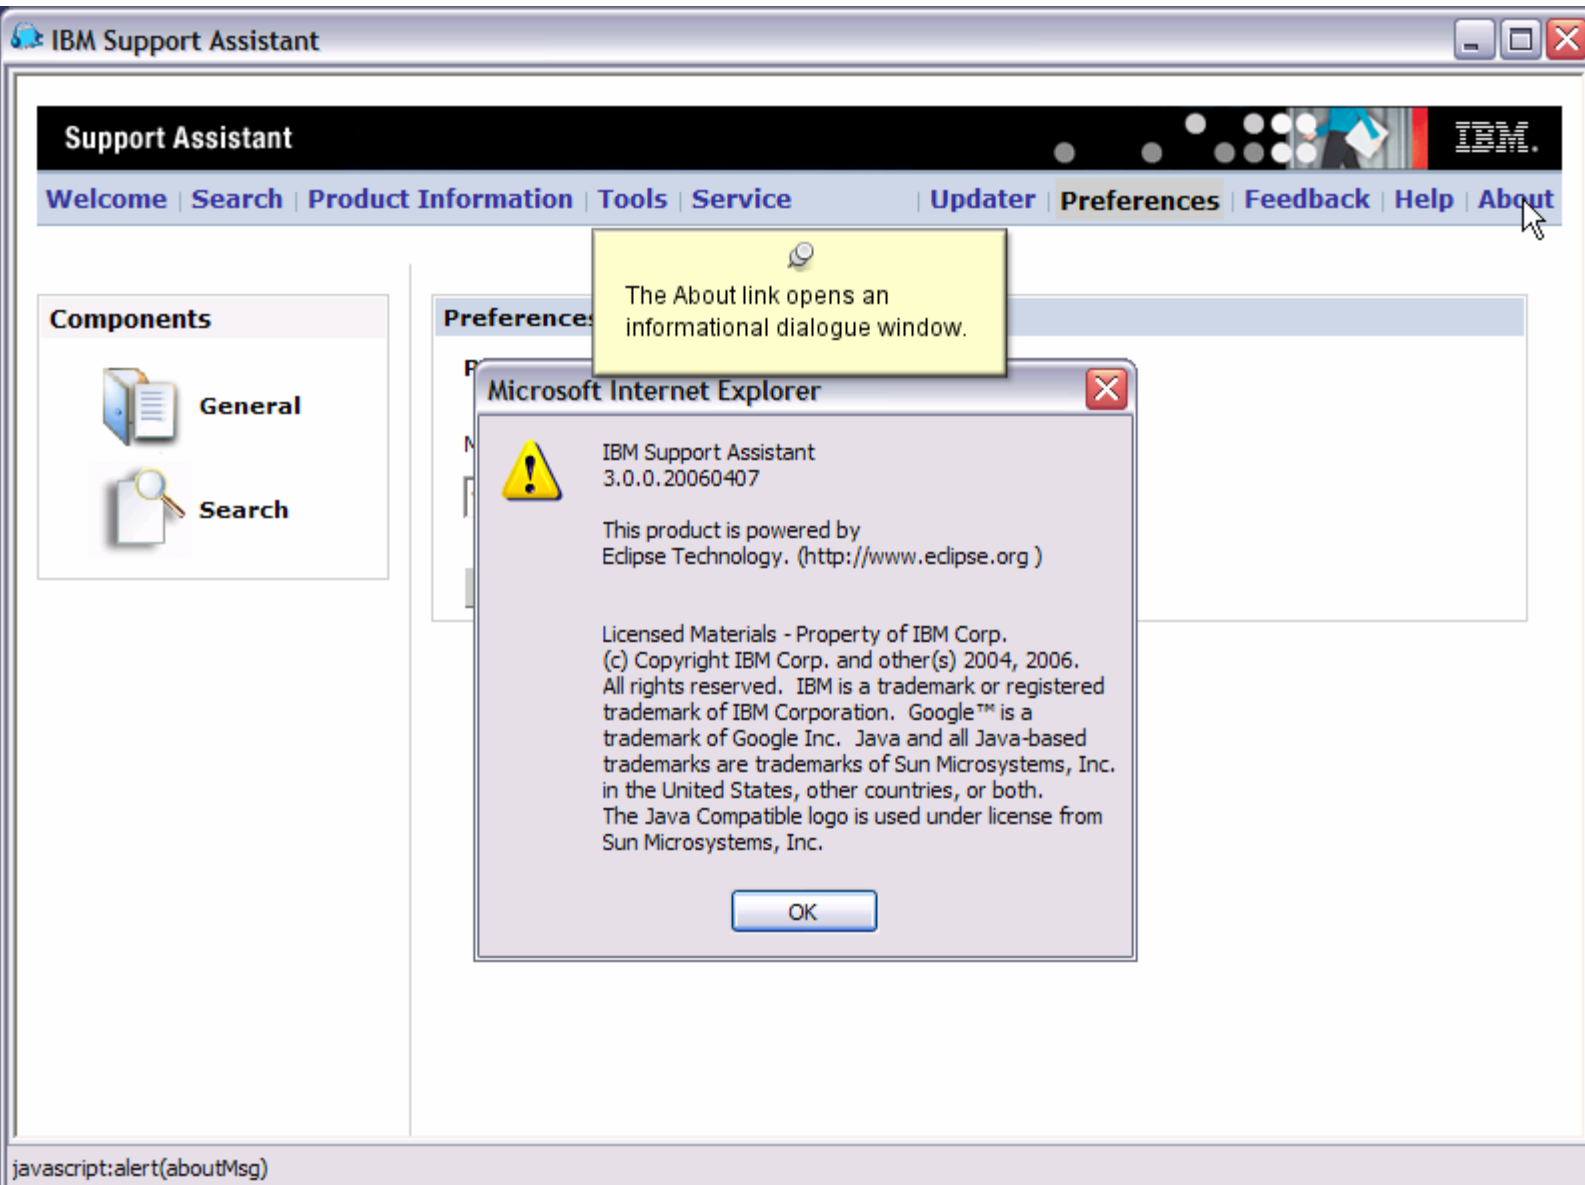 IBM Support Assistant
Support Assistant
IBM.
Welcome | Search | Product Information | Tools | Service | Updater | Preferences | Feedback | Help | About
The About link opens an
informational dialogue window.
Components
General
Search
Preferences
Microsoft Internet Explorer
IBM Support Assistant
3.0.0.20060407
This product is powered by
Eclipse Technology. (http://www.eclipse.org )
Licensed Materials - Property of IBM Corp.
(c) Copyright IBM Corp. and other(s) 2004, 2006.
All rights reserved. IBM is a trademark or registered
trademark of IBM Corporation. Google™ is a
trademark of Google Inc. Java and all Java-based
trademarks are trademarks of Sun Microsystems, Inc.
in the United States, other countries, or both.
The Java Compatible logo is used under license from
Sun Microsystems, Inc.
OK
javascript:alert(aboutMsg)